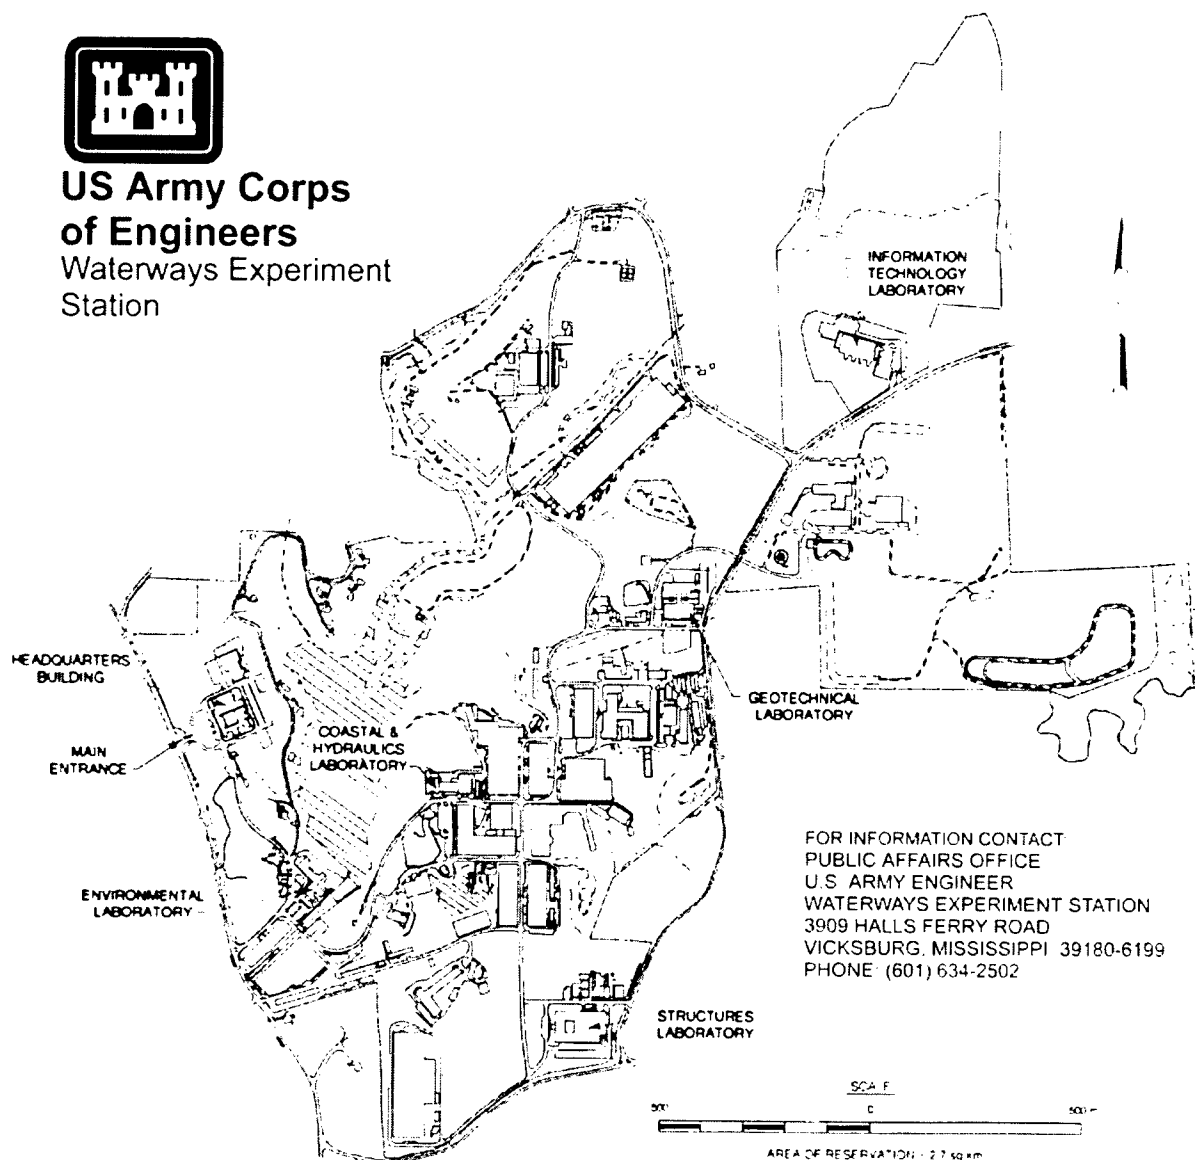 US Army Corps
of Engineers
Waterways Experiment
Station
INFORMATION
TECHNOLOGY
LABORATORY
HEADQUARTERS
BUILDING
MAIN
ENTRANCE
COASTAL &
HYDRAULICS
LABORATORY
GEOTECHNICAL
LABORATORY
ENVIRONMENTAL
LABORATORY
FOR INFORMATION CONTACT
PUBLIC AFFAIRS OFFICE
U.S ARMY ENGINEER
WATERWAYS EXPERIMENT STATION
3909 HALLS FERRY ROAD
VICKSBURG, MISSISSIPPI 39180-6199
PHONE: (601) 634-2502
STRUCTURES
LABORATORY
SCALE
500 0 500 m
AREA OF RESERVATION - 2.7 sq km